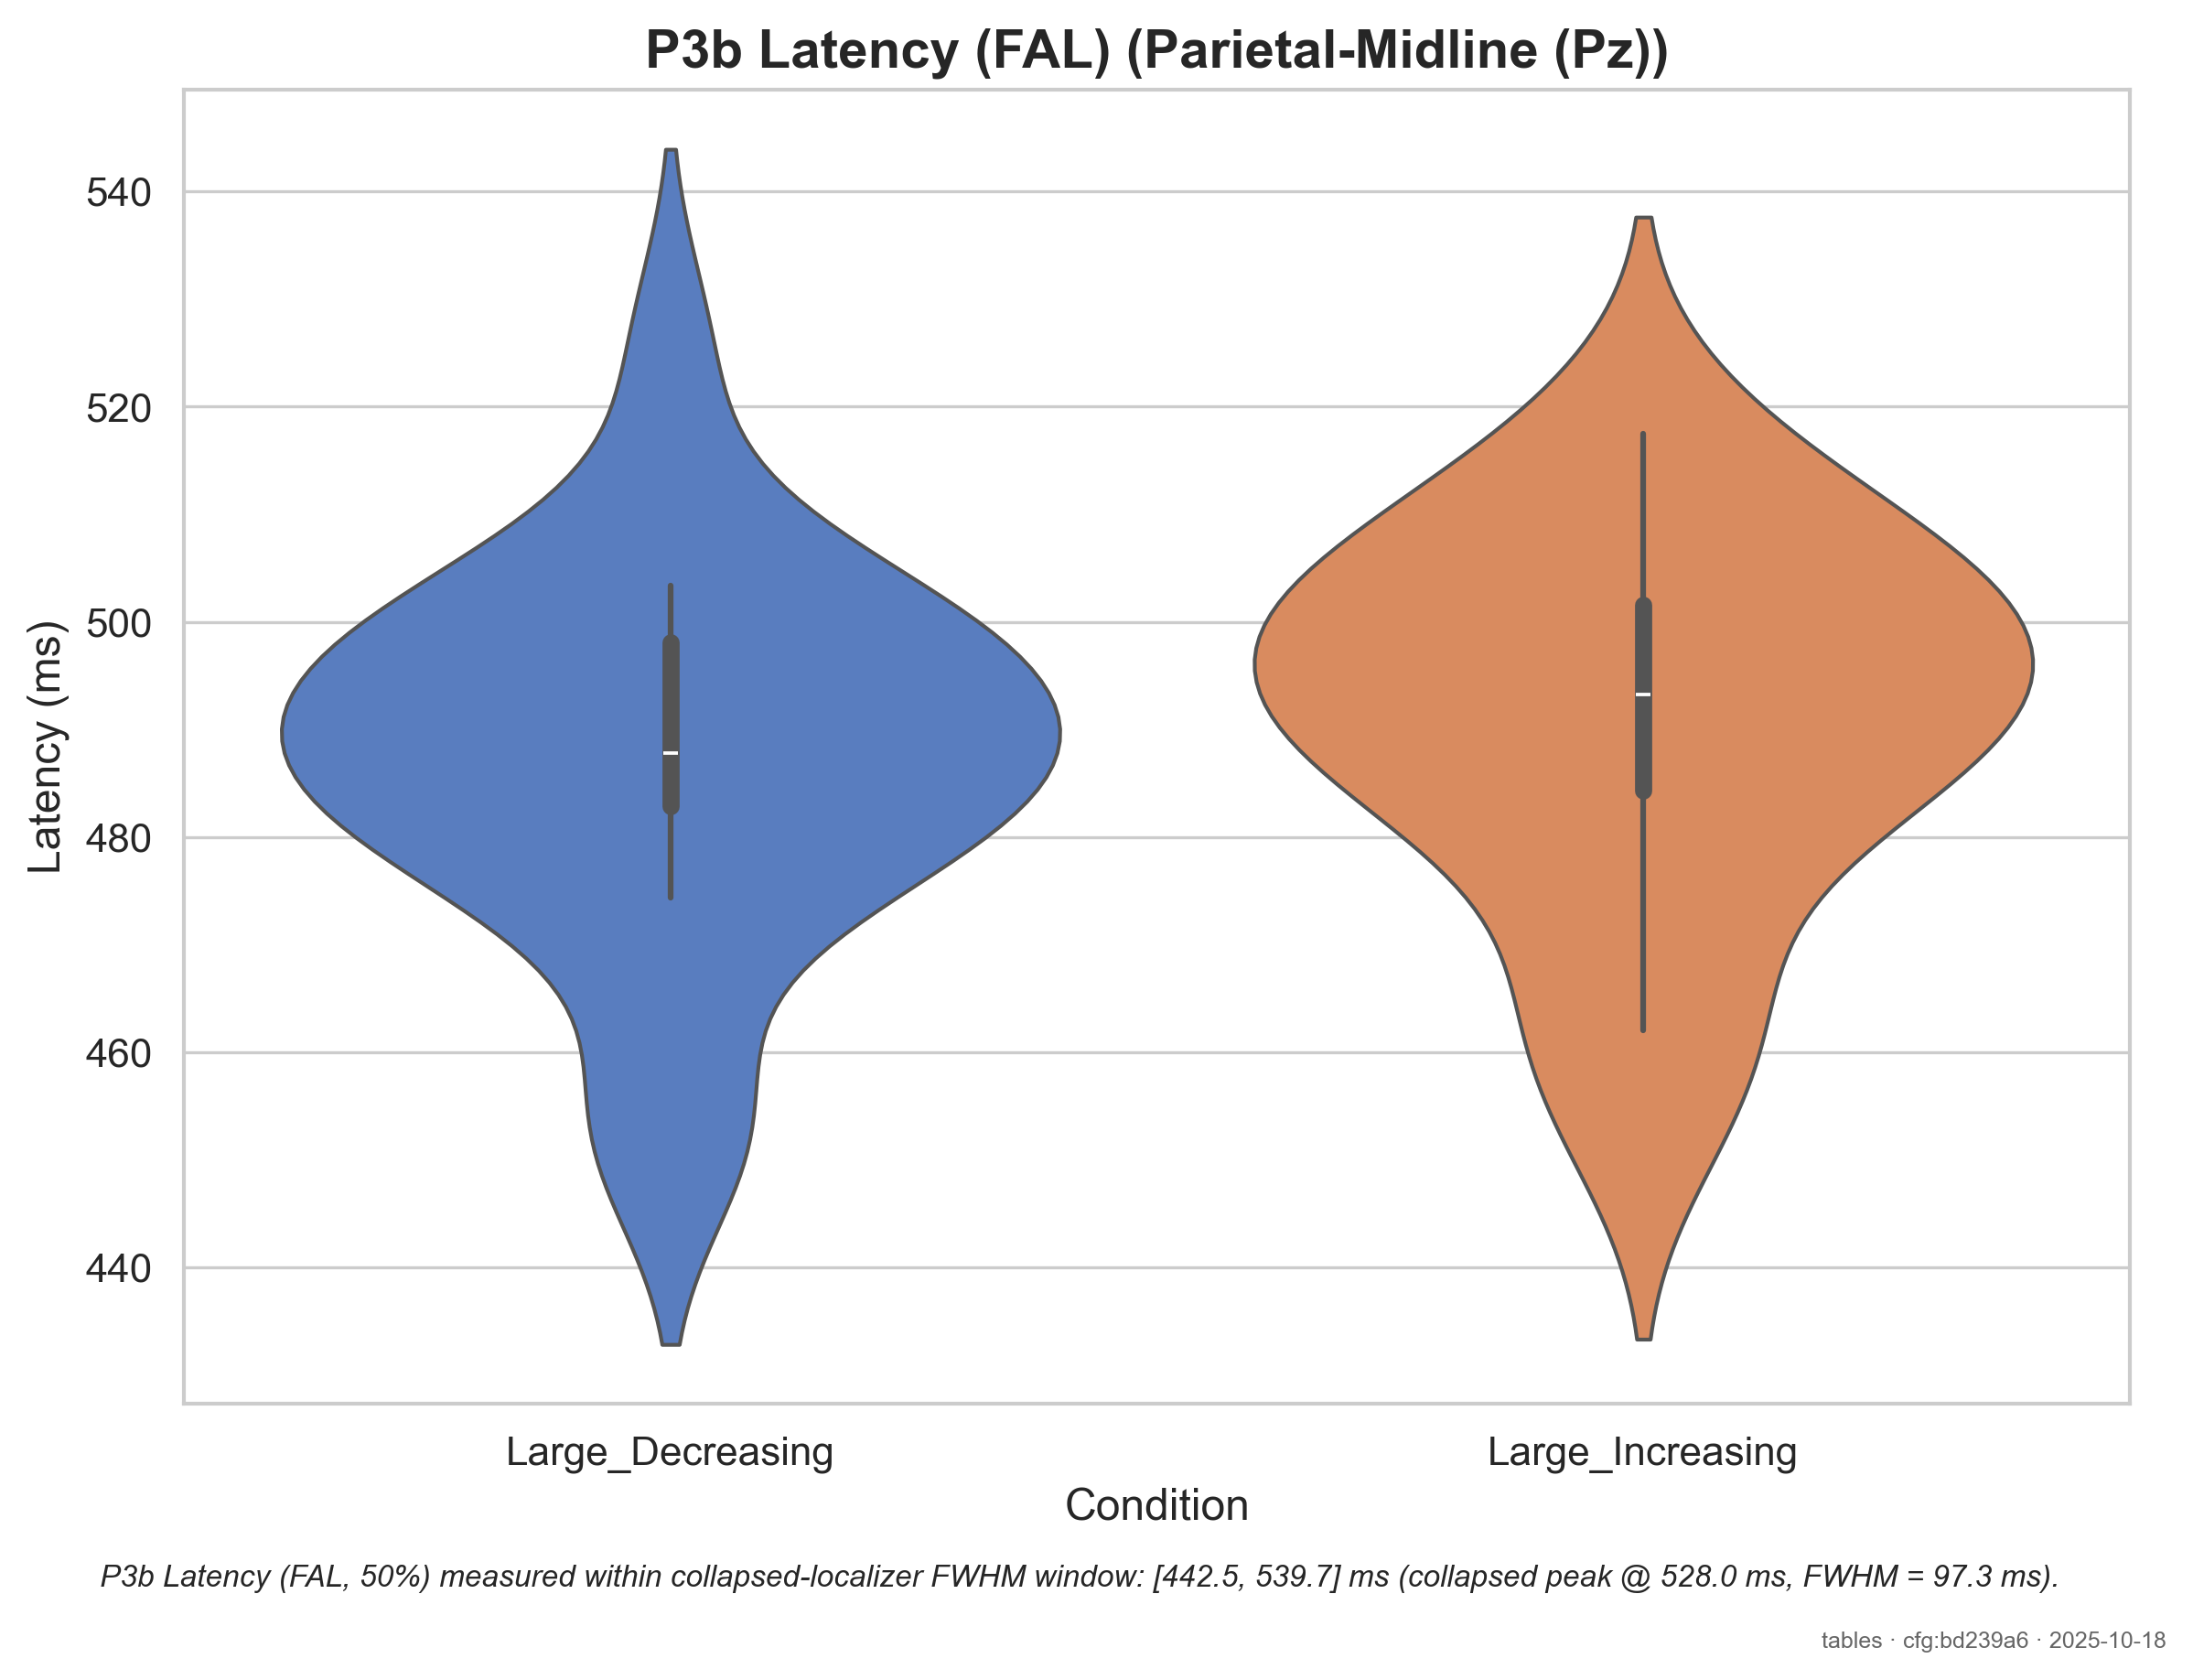 P3b Latency (FAL) (Parietal-Midline (Pz))
Latency (ms)
540
520
500
480
460
440
Large_Decreasing
Large_Increasing
Condition
P3b Latency (FAL, 50%) measured within collapsed-localizer FWHM window: [442.5, 539.7] ms (collapsed peak @ 528.0 ms, FWHM = 97.3 ms).
tables · cfg:bd239a6 · 2025-10-18